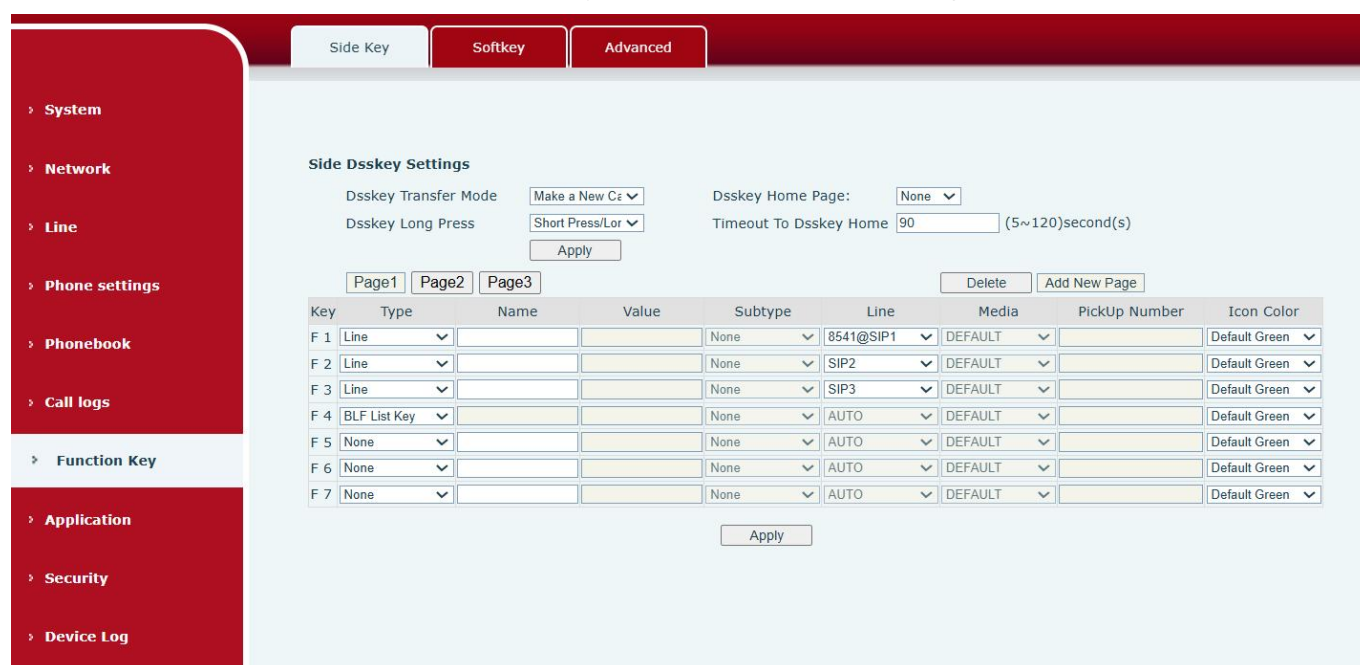 Side Key Softkey Advanced
System
Network
Line
Phone settings
Phonebook
Call logs
Function Key
Application
Security
Device Log
Side Dsskey Settings
Dsskey Transfer Mode Make a New Ca Dsskey Home Page: None
Dsskey Long Press Short Press/Lor Timeout To Dsskey Home 90 (5~120)second(s)
Apply
Page1 Page2 Page3 Delete Add New Page
Key Type Name Value Subtype Line Media PickUp Number Icon Color
F 1 Line None 8541@SIP1 DEFAULT Default Green
F 2 Line None SIP2 DEFAULT Default Green
F 3 Line None SIP3 DEFAULT Default Green
F 4 BLF List Key None AUTO DEFAULT Default Green
F 5 None None AUTO DEFAULT Default Green
F 6 None None AUTO DEFAULT Default Green
F 7 None None AUTO DEFAULT Default Green
Apply